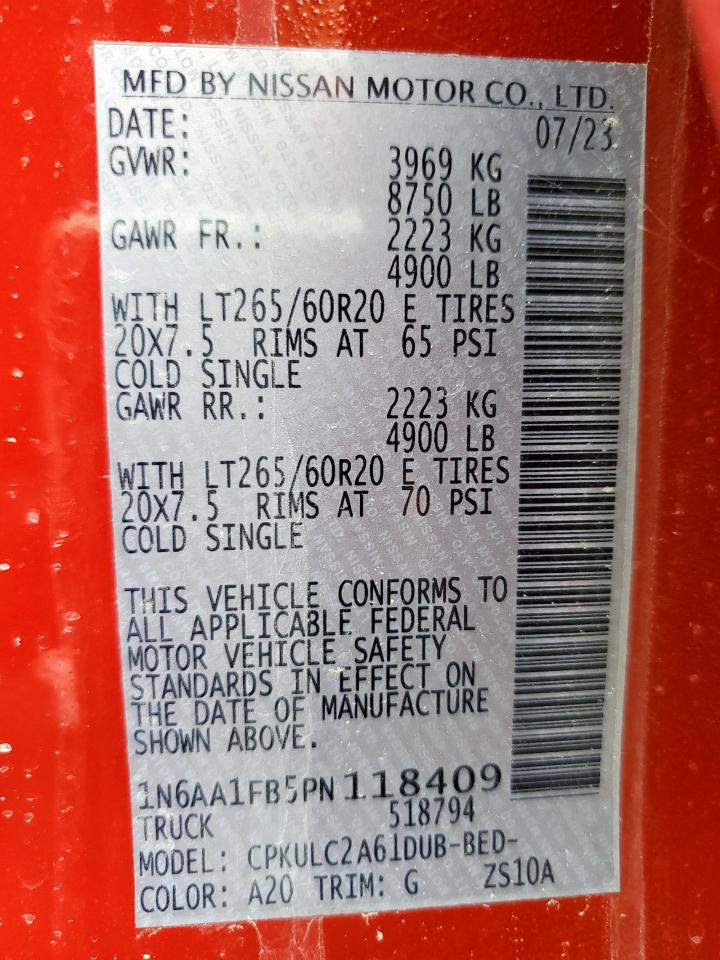 MFD BY NISSAN MOTOR CO., LTD.
DATE: 07/23
GVWR: 3969 KG
8750 LB
GAWR FR.: 2223 KG
4900 LB
WITH LT265/60R20 E TIRES
20X7.5 RIMS AT 65 PSI
COLD SINGLE
GAWR RR.: 2223 KG
4900 LB
WITH LT265/60R20 E TIRES
20X7.5 RIMS AT 70 PSI
COLD SINGLE
THIS VEHICLE CONFORMS TO
ALL APPLICABLE FEDERAL
MOTOR VEHICLE SAFETY
STANDARDS IN EFFECT ON
THE DATE OF MANUFACTURE
SHOWN ABOVE.
1N6AA1FB5PN118409
TRUCK 518794
MODEL: CPKULC2A61DUB-BED-
COLOR: A20 TRIM: G ZS10A